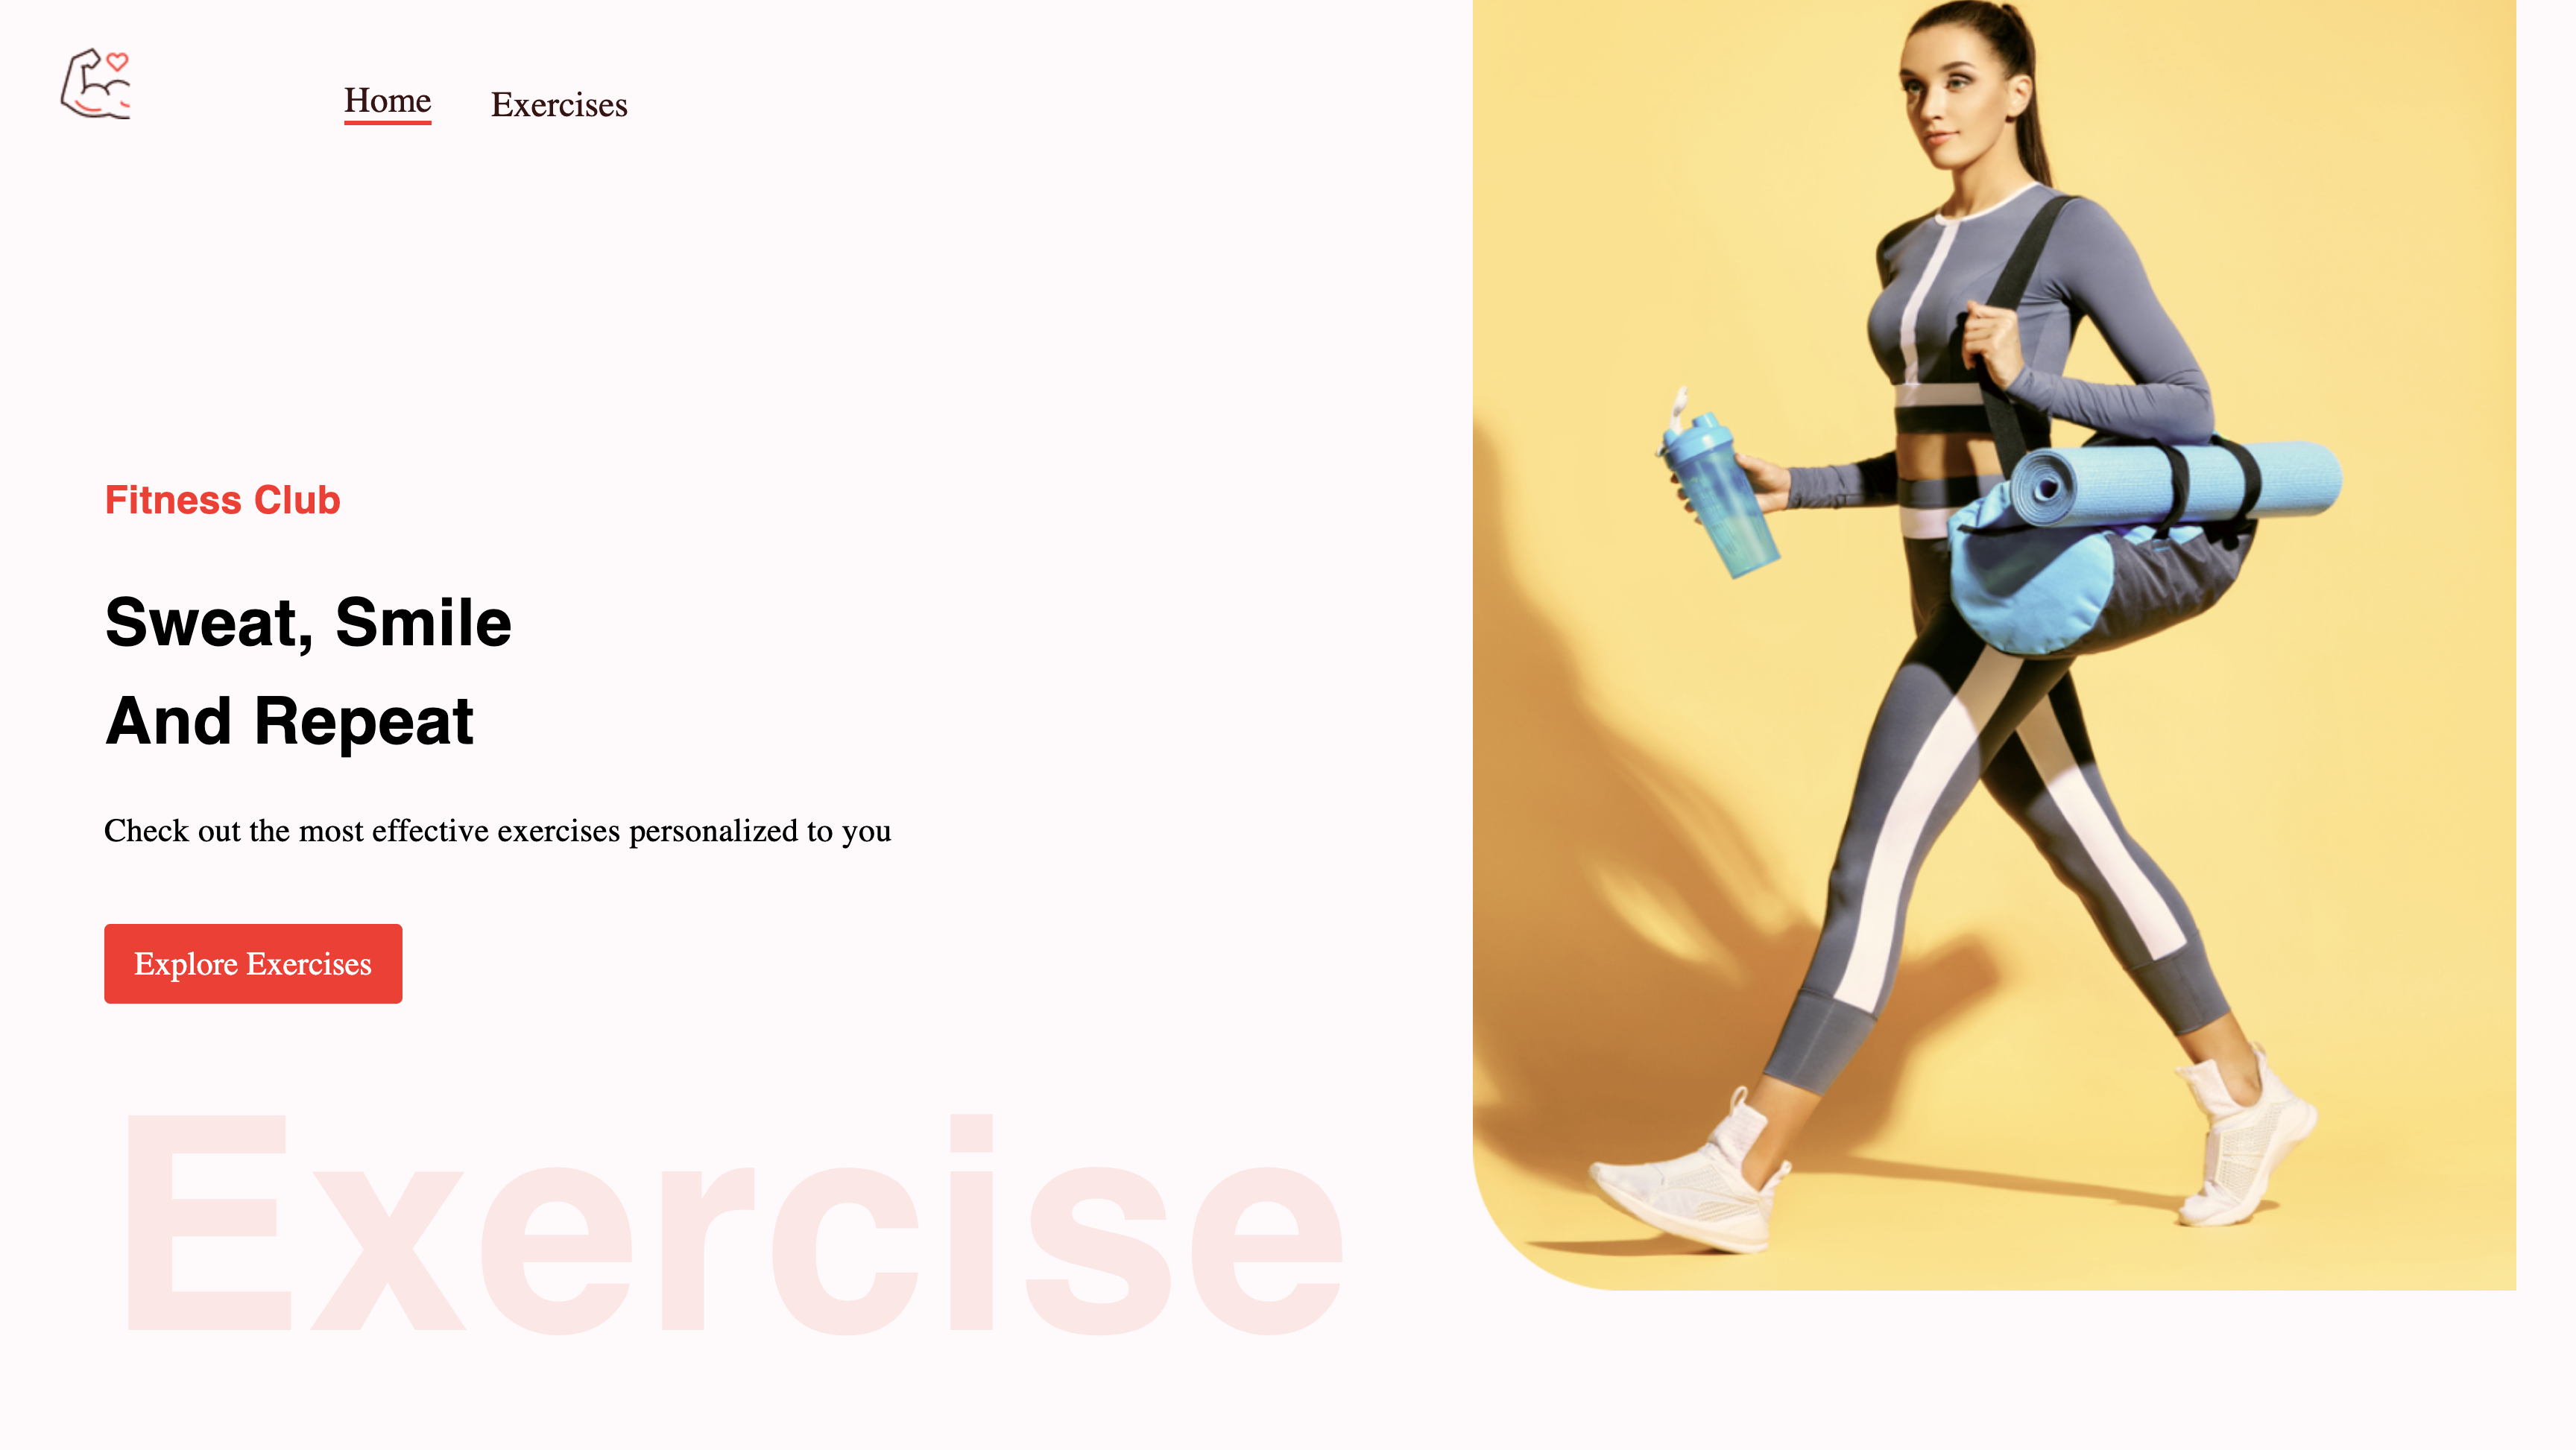 Home Exercises
Fitness Club
Sweat, Smile
And Repeat
Check out the most effective exercises personalized to you
Explore Exercises
Exercise